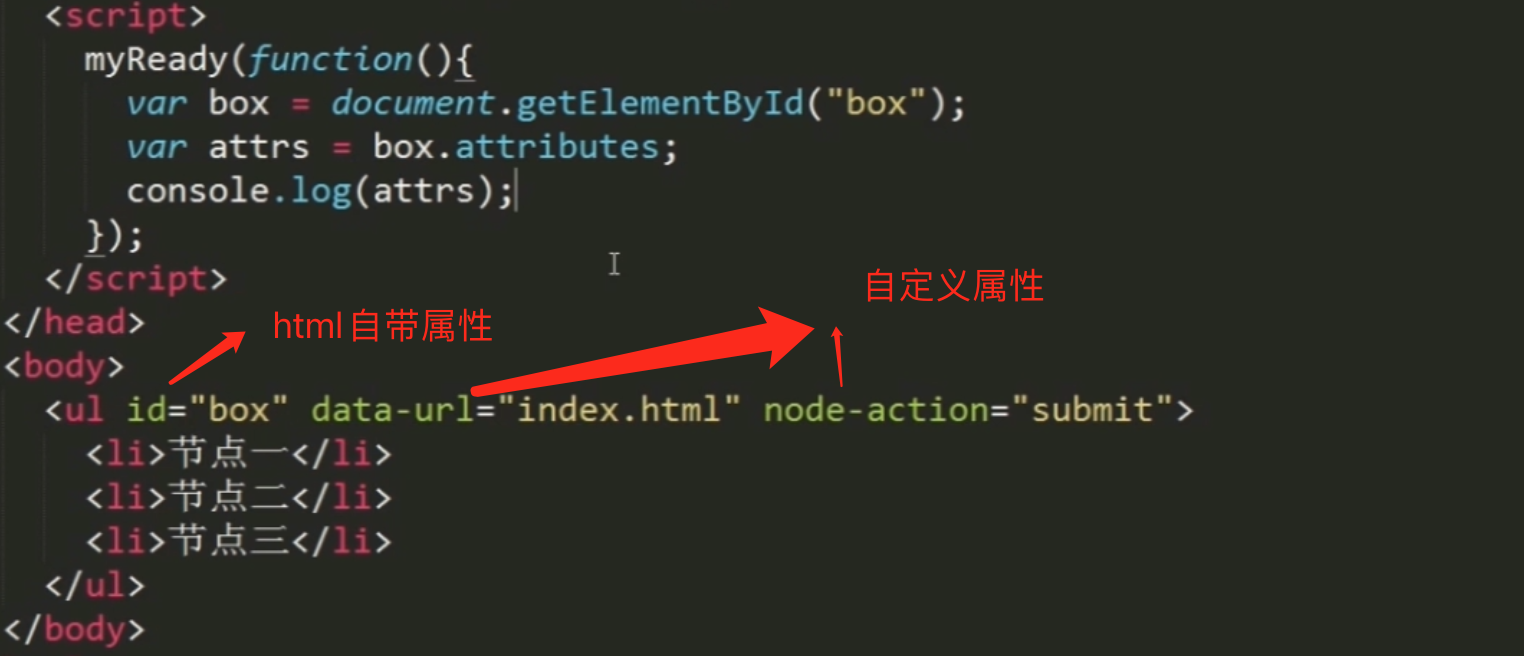 <script>
myReady(function(){
var box = document.getElementById("box");
var attrs = box.attributes;
console.log(attrs);
});
</script>
自定义属性
</head>
html自带属性
<body>
<ul id="box" data-url="index.html" node-action="submit">
<li>节点一</li>
<li>节点二</li>
<li>节点三</li>
</ul>
</body>